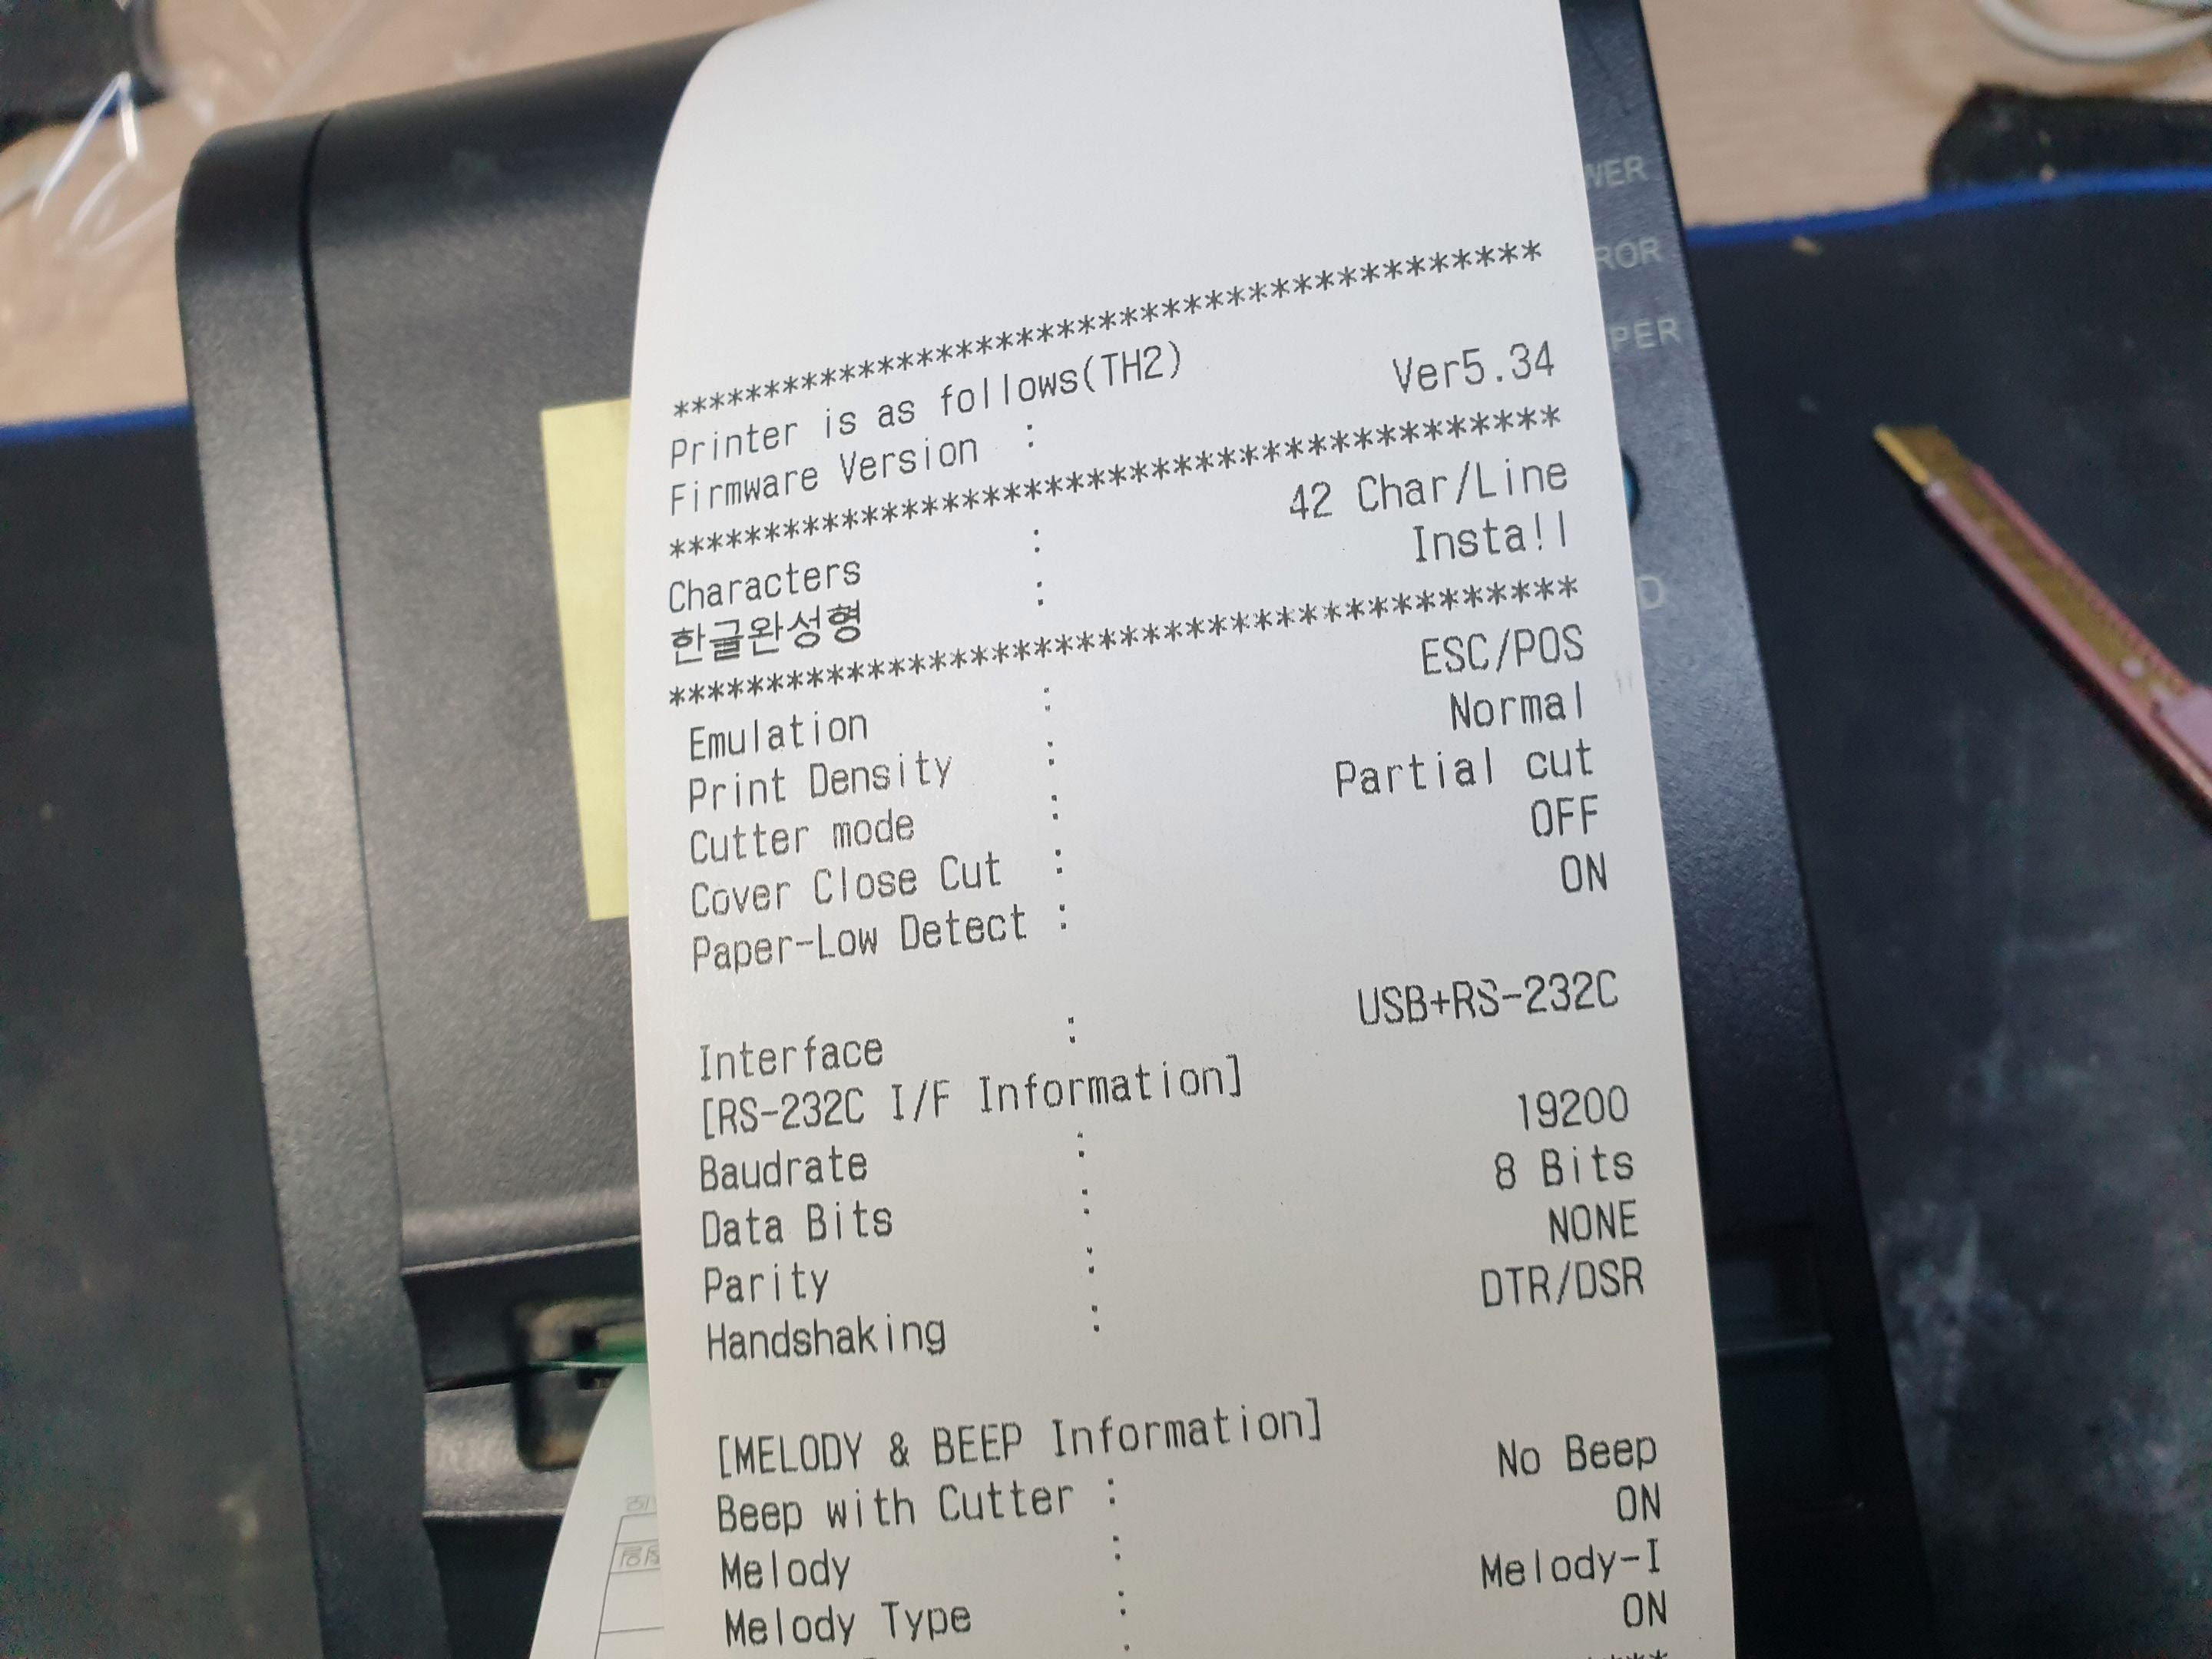 ******************************************
Printer is as follows(TH2)
Firmware Version : Ver5.34
******************************************
Characters : 42 Char/Line
한글완성형 : Install
******************************************
Emulation : ESC/POS
Print Density : Normal
Cutter mode : Partial cut
Cover Close Cut : OFF
Paper-Low Detect : ON
Interface : USB+RS-232C
[RS-232C I/F Information]
Baudrate : 19200
Data Bits : 8 Bits
Parity : NONE
Handshaking : DTR/DSR
[MELODY & BEEP Information]
Beep with Cutter : No Beep
Melody : ON
Melody Type : Melody-I
: ON